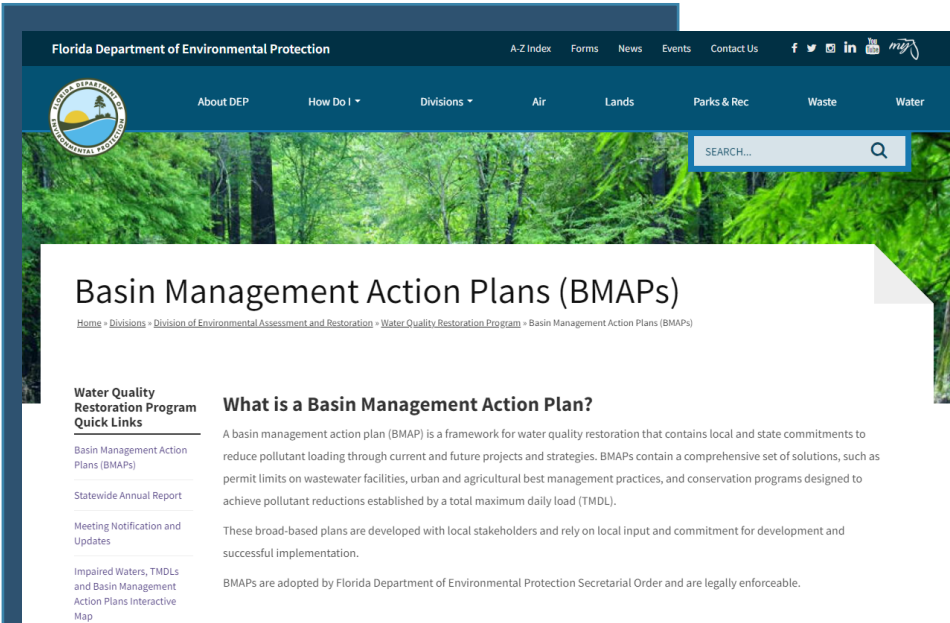 Florida Department of Environmental Protection
A-Z Index Forms News Events Contact Us
You
Tube
my
FLORIDA DEPARTMENT OF
ENVIRONMENTAL PROTECTION
About DEP How Do I Divisions Air Lands Parks & Rec Waste Water
SEARCH...
Basin Management Action Plans (BMAPs)
Home » Divisions » Division of Environmental Assessment and Restoration » Water Quality Restoration Program » Basin Management Action Plans (BMAPs)
Water Quality
Restoration Program
Quick Links
Basin Management Action
Plans (BMAPs)
Statewide Annual Report
Meeting Notification and
Updates
Impaired Waters, TMDLs
and Basin Management
Action Plans Interactive
Map
What is a Basin Management Action Plan?
A basin management action plan (BMAP) is a framework for water quality restoration that contains local and state commitments to
reduce pollutant loading through current and future projects and strategies. BMAPs contain a comprehensive set of solutions, such as
permit limits on wastewater facilities, urban and agricultural best management practices, and conservation programs designed to
achieve pollutant reductions established by a total maximum daily load (TMDL).
These broad-based plans are developed with local stakeholders and rely on local input and commitment for development and
successful implementation.
BMAPs are adopted by Florida Department of Environmental Protection Secretarial Order and are legally enforceable.